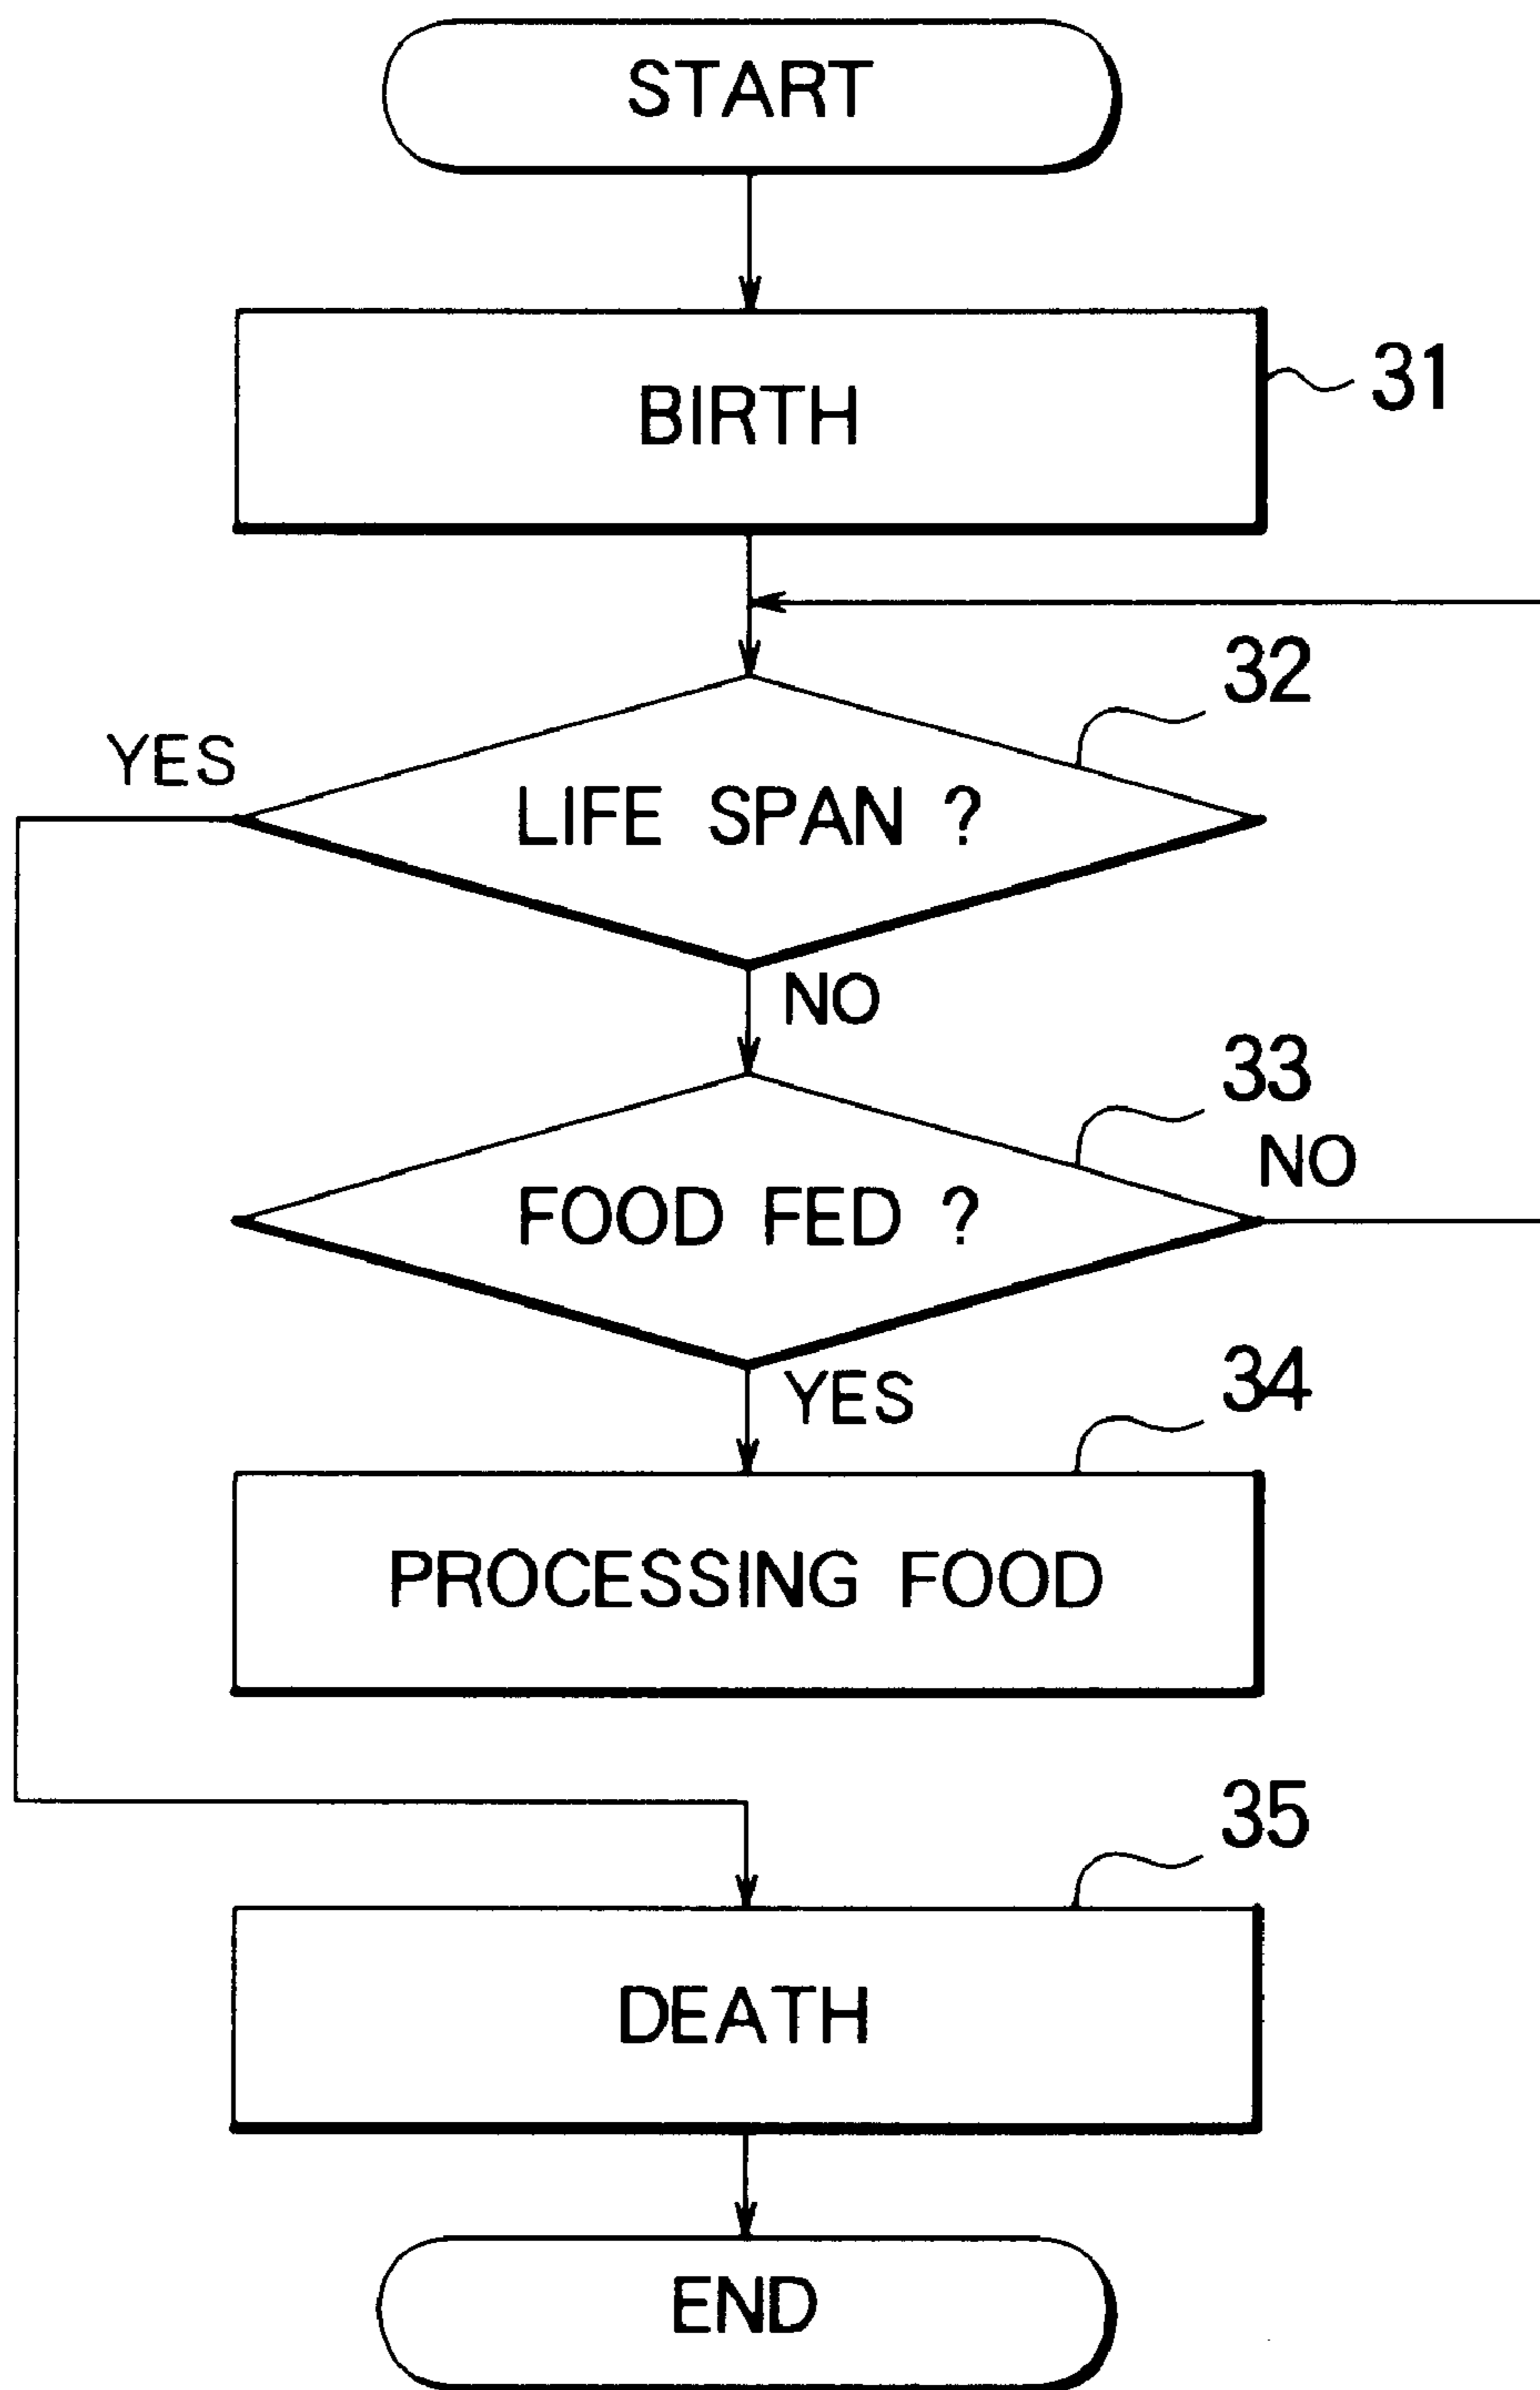 START
BIRTH
31
32
YES
LIFE SPAN ?
NO
33
NO
FOOD FED ?
YES
34
PROCESSING FOOD
35
DEATH
END